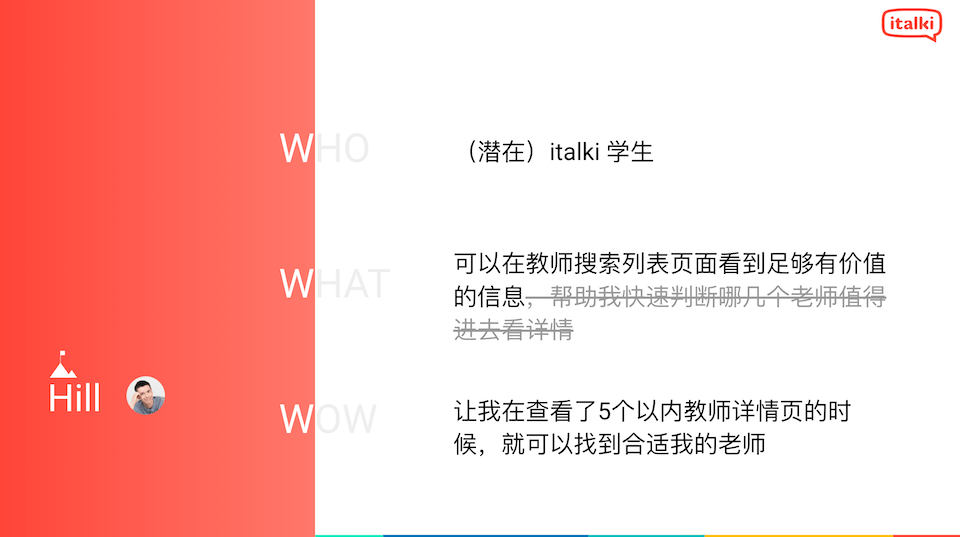 italki
WHO
（潜在）italki 学生
WHAT
可以在教师搜索列表页面看到足够有价值
的信息，帮助我快速判断哪几个老师值得
进去看详情
Hill
WOW
让我在查看了5个以内教师详情页的时
候，就可以找到合适我的老师